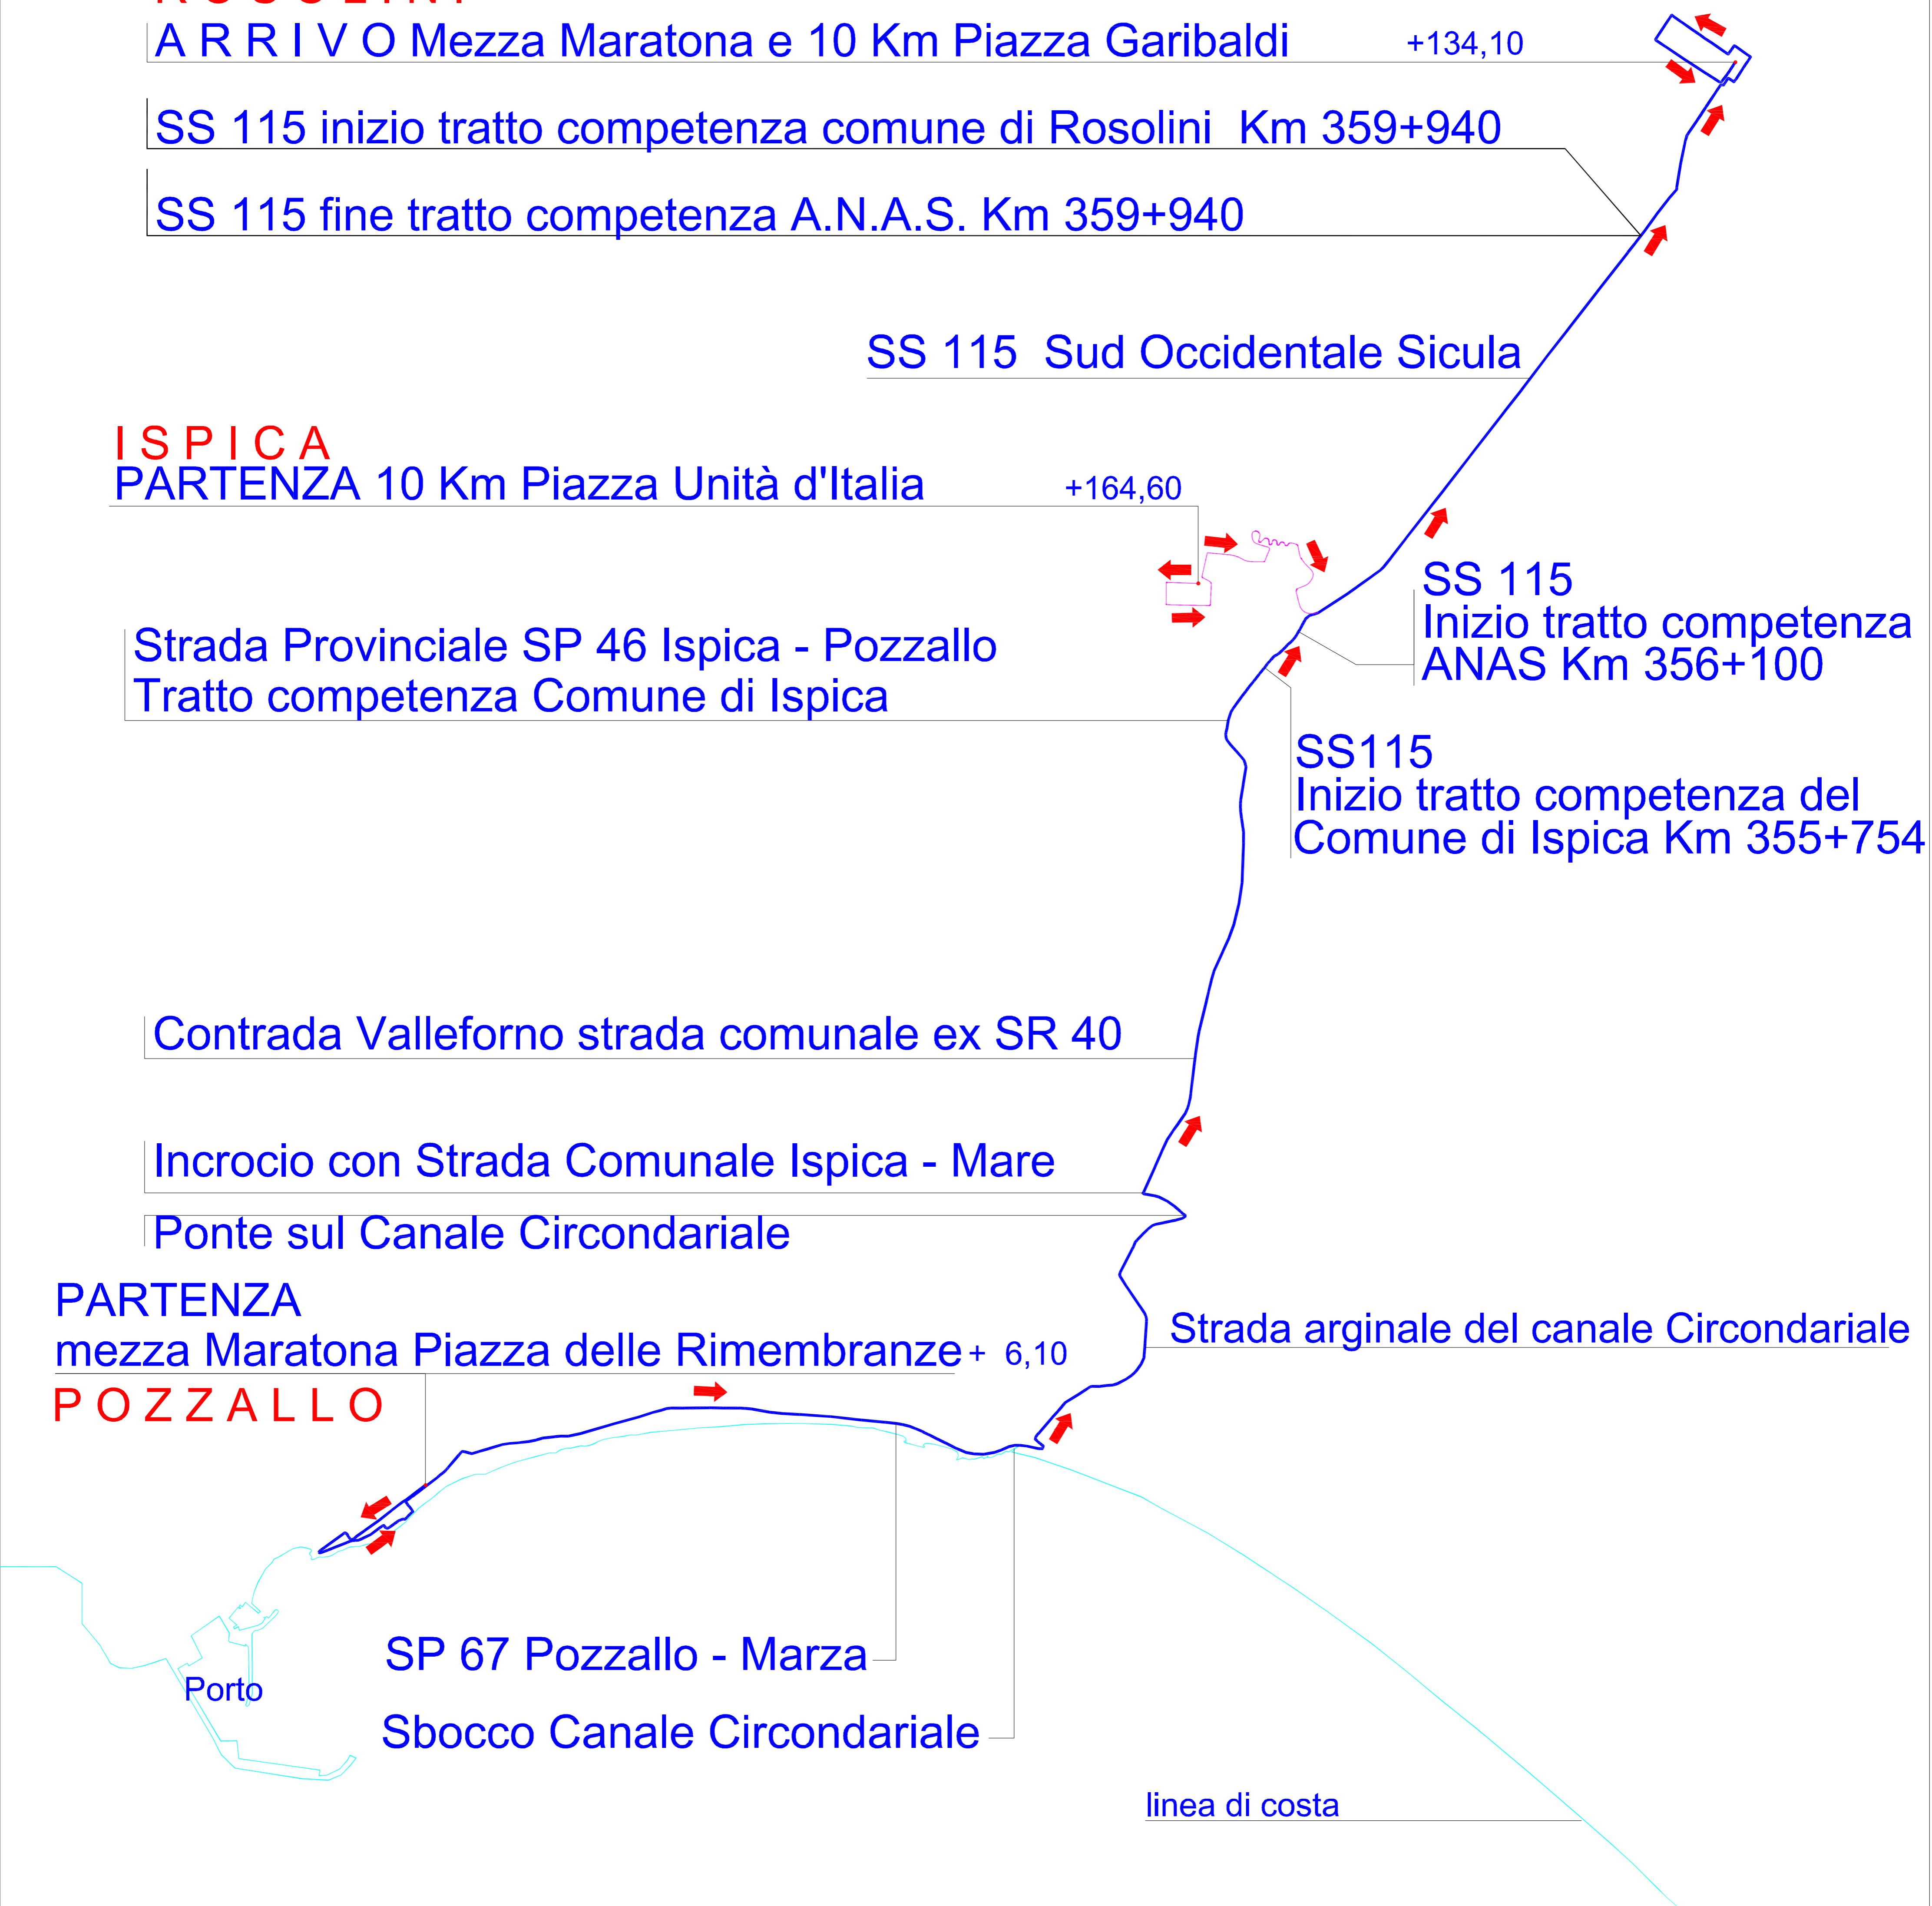 ROSOLINI
ARRIVO Mezza Maratona e 10 Km Piazza Garibaldi +134,10
SS 115 inizio tratto competenza comune di Rosolini Km 359+940
SS 115 fine tratto competenza A.N.A.S. Km 359+940
SS 115 Sud Occidentale Sicula
ISPICA
PARTENZA 10 Km Piazza Unità d'Italia +164,60
SS 115
Inizio tratto competenza
ANAS Km 356+100
Strada Provinciale SP 46 Ispica - Pozzallo
Tratto competenza Comune di Ispica
SS115
Inizio tratto competenza del
Comune di Ispica Km 355+754
Contrada Valleforno strada comunale ex SR 40
Incrocio con Strada Comunale Ispica - Mare
Ponte sul Canale Circondariale
PARTENZA
mezza Maratona Piazza delle Rimembranze + 6,10
Strada arginale del canale Circondariale
POZZALLO
SP 67 Pozzallo - Marza
Porto
Sbocco Canale Circondariale
linea di costa